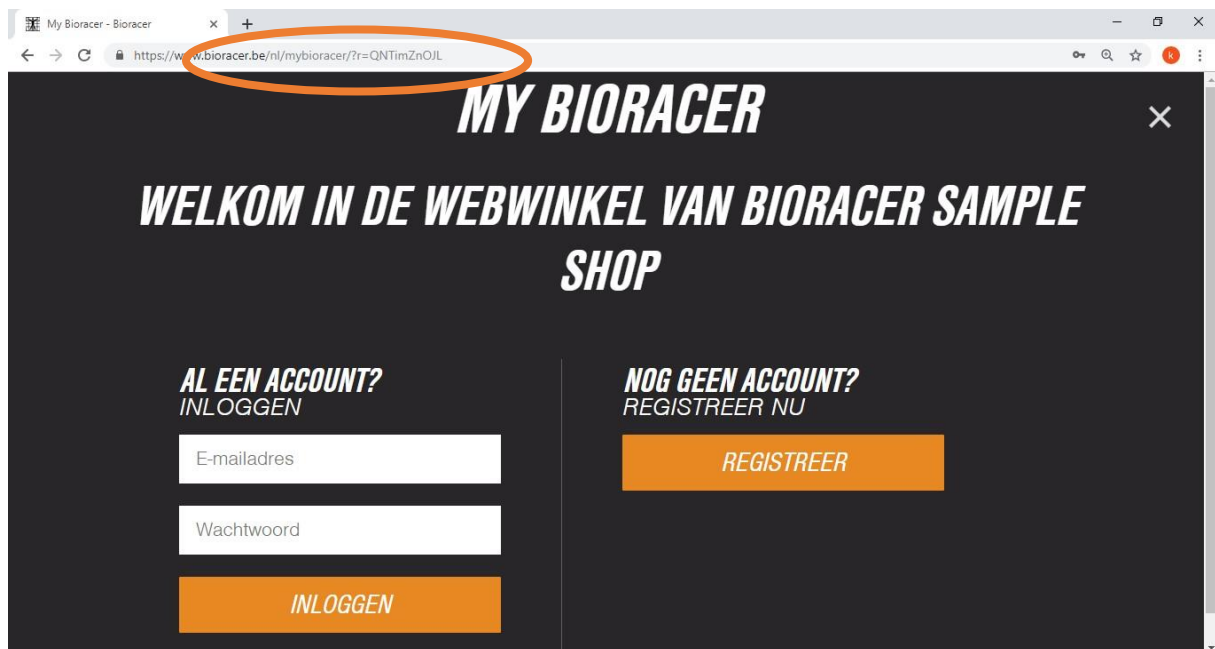 My Bioracer - Bioracer
https://www.bioracer.be/nl/mybioracer/?r=QNTimZnOJL
k
MY BIORACER
WELKOM IN DE WEBWINKEL VAN BIORACER SAMPLE
SHOP
AL EEN ACCOUNT?
INLOGGEN
E-mailadres
Wachtwoord
INLOGGEN
NOG GEEN ACCOUNT?
REGISTREER NU
REGISTREER